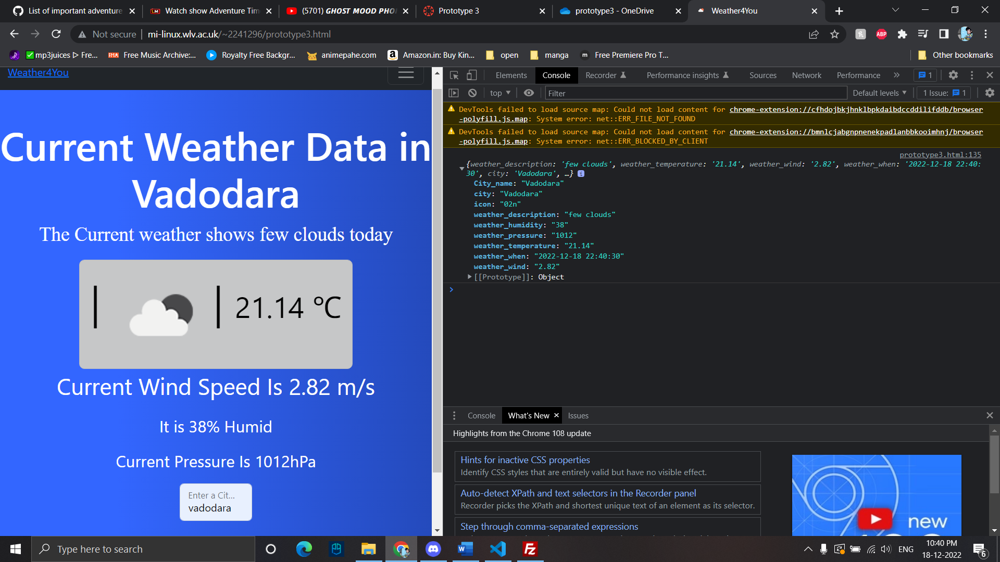 List of important adventure
Watch show Adventure Tim
(5701) GHOST MOOD PHO
Prototype 3
prototype3 - OneDrive
Weather4You
Not secure
mi-linux.wlv.ac.uk/~2241296/prototype3.html
mp3juices ▷ Fre...
Free Music Archive:...
Royalty Free Backgr...
animepahe.com
Amazon.in: Buy Kin...
open
manga
Free Premiere Pro T...
Other bookmarks
Weather4You
Current Weather Data in
Vadodara
The Current weather shows few clouds today
| | 21.14 °C
Current Wind Speed Is 2.82 m/s
It is 38% Humid
Current Pressure Is 1012hPa
Enter a Cit...
vadodara
Elements
Console
Recorder
Performance insights
Sources
Network
Performance
1
top
Filter
Default levels
1 Issue: 1
DevTools failed to load source map: Could not load content for chrome-extension://cfhdojbkjhnklbpkdaibdccddilifddb/browser
-polyfill.js.map: System error: net::ERR_FILE_NOT_FOUND
DevTools failed to load source map: Could not load content for chrome-extension://bmnlcjabgnpnenekpadlanbbkooimhnj/browser
-polyfill.js.map: System error: net::ERR_BLOCKED_BY_CLIENT
prototype3.html:135
{weather_description: 'few clouds', weather_temperature: '21.14', weather_wind: '2.82', weather_when: '2022-12-18 22:40:
30', city: 'Vadodara', …}
City_name: "Vadodara"
city: "Vadodara"
icon: "02n"
weather_description: "few clouds"
weather_humidity: "38"
weather_pressure: "1012"
weather_temperature: "21.14"
weather_when: "2022-12-18 22:40:30"
weather_wind: "2.82"
[[Prototype]]: Object
Console
What's New
Issues
Highlights from the Chrome 108 update
Hints for inactive CSS properties
Identify CSS styles that are entirely valid but have no visible effect.
Auto-detect XPath and text selectors in the Recorder panel
Recorder picks the XPath and shortest unique text of an element as its selector.
Step through comma-separated expressions
new
Type here to search
ENG
10:40 PM
18-12-2022
6